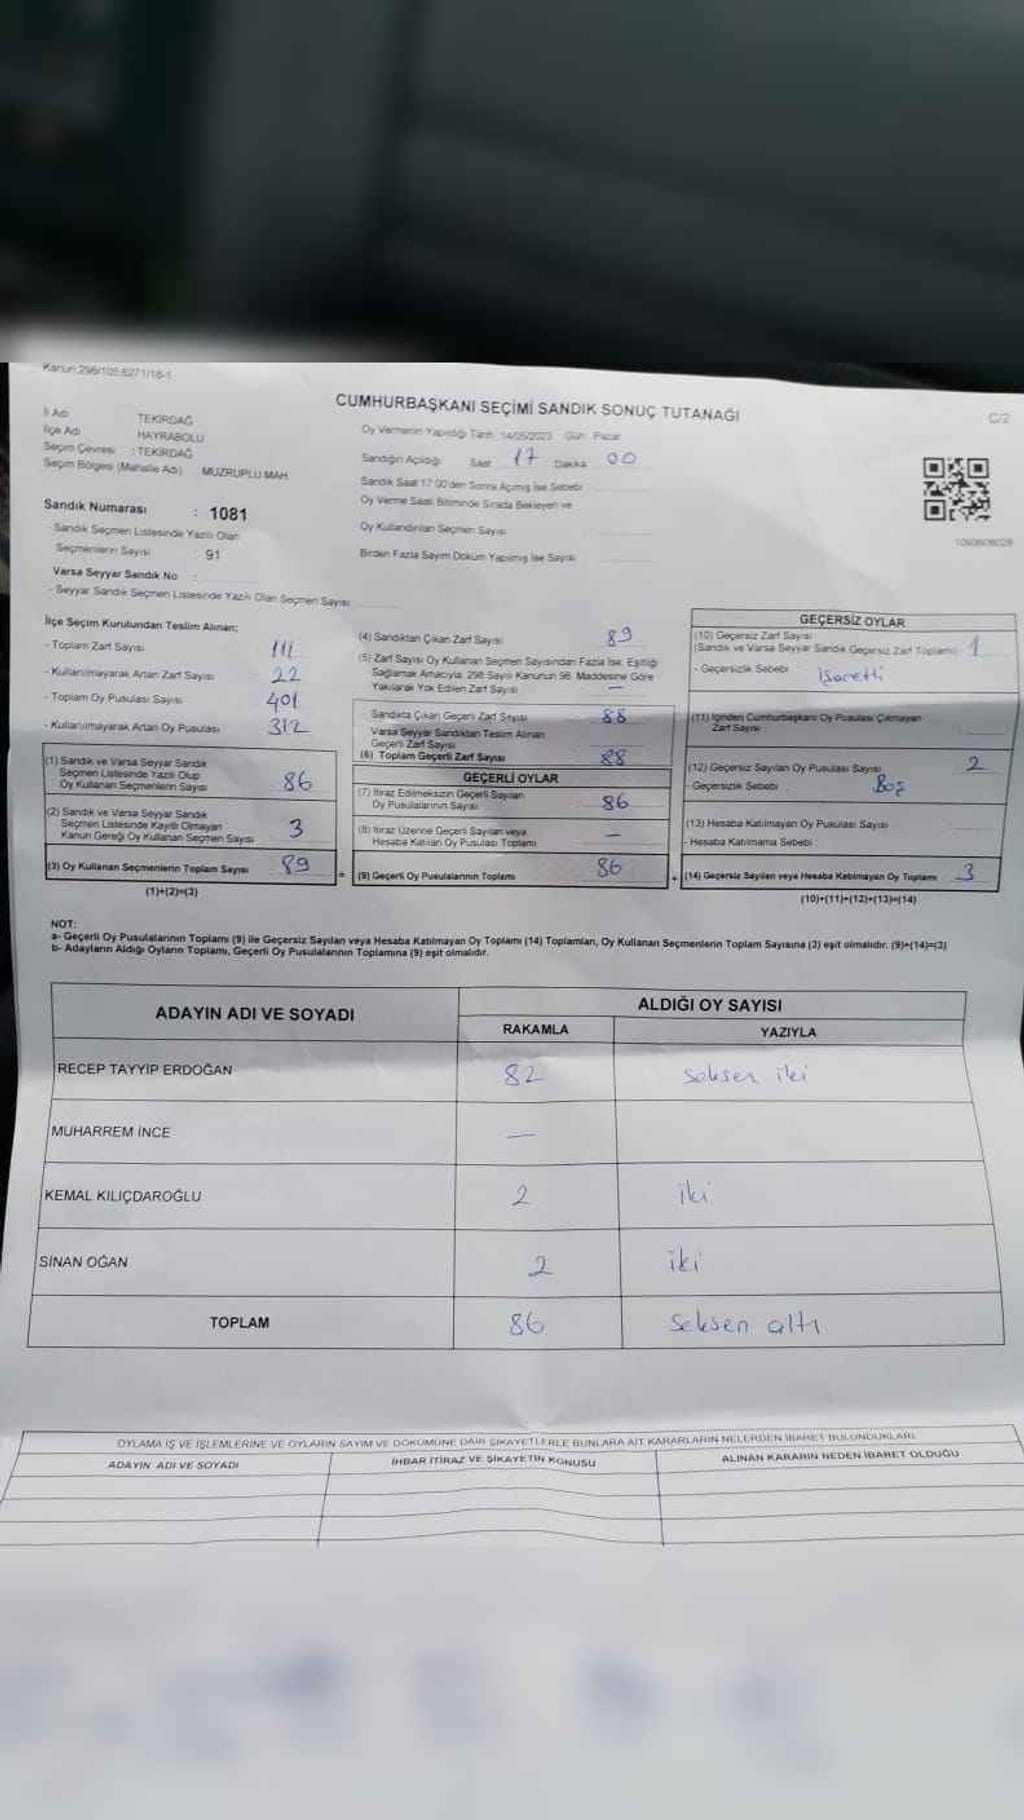 Kanun:298/105,6271/18-1
CUMHURBAŞKANI SEÇİMİ SANDIK SONUÇ TUTANAĞI
C/2
İl Adı TEKİRDAĞ
İlçe Adı HAYRABOLU
Seçim Çevresi : TEKİRDAĞ
Seçim Bölgesi (Mahalle Adı) MUZRUPLU MAH.
Oy Vermenin Yapıldığı Tarih 14/05/2023 Gün Pazar
Sandığın Açıldığı Saat 17 Dakika 00
Sandık Saat 17:00'den Sonra Açılmış İse Sebebi
Oy Verme Saati Bitiminde Sırada Bekleyen ve
Oy Kullandırılan Seçmen Sayısı
Birden Fazla Sayım Döküm Yapılmış İse Sayısı
Sandık Numarası : 1081
- Sandık Seçmen Listesinde Yazılı Olan
Seçmenlerin Sayısı 91
Varsa Seyyar Sandık No :
- Seyyar Sandık Seçmen Listesinde Yazılı Olan Seçmen Sayısı
İlçe Seçim Kurulundan Teslim Alınan;
- Toplam Zarf Sayısı 111
- Kullanılmayarak Artan Zarf Sayısı 22
- Toplam Oy Pusulası Sayısı 401
- Kullanılmayarak Artan Oy Pusulası 312
(1) Sandık ve Varsa Seyyar Sandık
Seçmen Listesinde Yazılı Olup
Oy Kullanan Seçmenlerin Sayısı 86
(2) Sandık ve Varsa Seyyar Sandık
Seçmen Listesinde Kayıtlı Olmayan
Kanun Gereği Oy Kullanan Seçmen Sayısı 3
(3) Oy Kullanan Seçmenlerin Toplam Sayısı 89
(1)+(2)=(3)
(4) Sandıktan Çıkan Zarf Sayısı 89
(5) Zarf Sayısı Oy Kullanan Seçmen Sayısından Fazla İse, Eşitliği
Sağlamak Amacıyla; 298 Sayılı Kanunun 98. Maddesine Göre
Yakılarak Yok Edilen Zarf Sayısı —
Sandıkta Çıkan Geçerli Zarf Sayısı 88
Varsa Seyyar Sandıktan Teslim Alınan
Geçerli Zarf Sayısı
(6) Toplam Geçerli Zarf Sayısı 88
GEÇERLİ OYLAR
(7) İtiraz Edilmeksizin Geçerli Sayılan
Oy Pusulalarının Sayısı 86
(8) İtiraz Üzerine Geçerli Sayılan veya
Hesaba Katılan Oy Pusulası Toplamı —
= (9) Geçerli Oy Pusulalarının Toplamı 86
GEÇERSİZ OYLAR
(10) Geçersiz Zarf Sayısı
(Sandık ve Varsa Seyyar Sandık Geçersiz Zarf Toplamı) 1
- Geçersizlik Sebebi İşaretli
(11) İçinden Cumhurbaşkanı Oy Pusulası Çıkmayan
Zarf Sayısı
(12) Geçersiz Sayılan Oy Pusulası Sayısı 2
- Geçersizlik Sebebi : Boş
(13) Hesaba Katılmayan Oy Pusulası Sayısı
- Hesaba Katılmama Sebebi :
+ (14) Geçersiz Sayılan veya Hesaba Katılmayan Oy Toplamı 3
(10)+(11)+(12)+(13)=(14)
NOT:
a- Geçerli Oy Pusulalarının Toplamı (9) ile Geçersiz Sayılan veya Hesaba Katılmayan Oy Toplamı (14) Toplamları, Oy Kullanan Seçmenlerin Toplam Sayısına (3) eşit olmalıdır. (9)+(14)=(3)
b- Adayların Aldığı Oyların Toplamı, Geçerli Oy Pusulalarının Toplamına (9) eşit olmalıdır.
ADAYIN ADI VE SOYADI ALDIĞI OY SAYISI
RAKAMLA YAZIYLA
RECEP TAYYİP ERDOĞAN 82 seksen iki
MUHARREM İNCE —
KEMAL KILIÇDAROĞLU 2 iki
SİNAN OĞAN 2 iki
TOPLAM 86 seksen altı
OYLAMA İŞ VE İŞLEMLERİNE VE OYLARIN SAYIM VE DÖKÜMÜNE DAİR ŞİKAYETLERLE BUNLARA AİT KARARLARIN NELERDEN İBARET BULUNDUKLARI
ADAYIN ADI VE SOYADI İHBAR İTİRAZ VE ŞİKAYETİN KONUSU ALINAN KARARIN NEDEN İBARET OLDUĞU